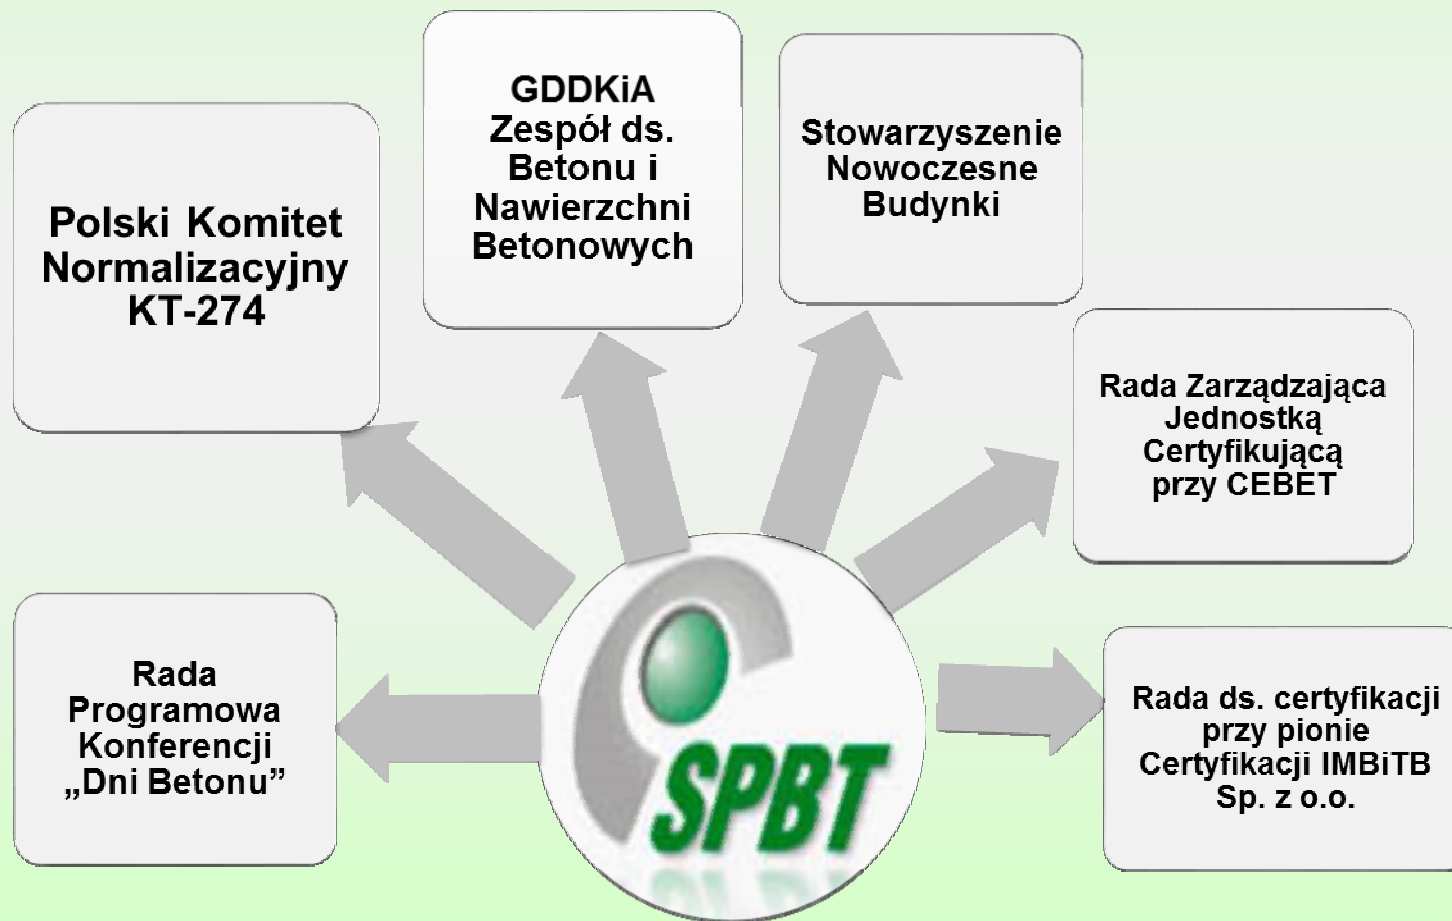 GDDKiA
Zespół ds.
Betonu i
Nawierzchni
Betonowych
Stowarzyszenie
Nowoczesne
Budynki
Polski Komitet
Normalizacyjny
KT-274
Rada Zarządzająca
Jednostką
Certyfikującą
przy CEBET
Rada
Programowa
Konferencji
„Dni Betonu”
Rada ds. certyfikacji
przy pionie
Certyfikacji IMBiTB
Sp. z o.o.
SPBT